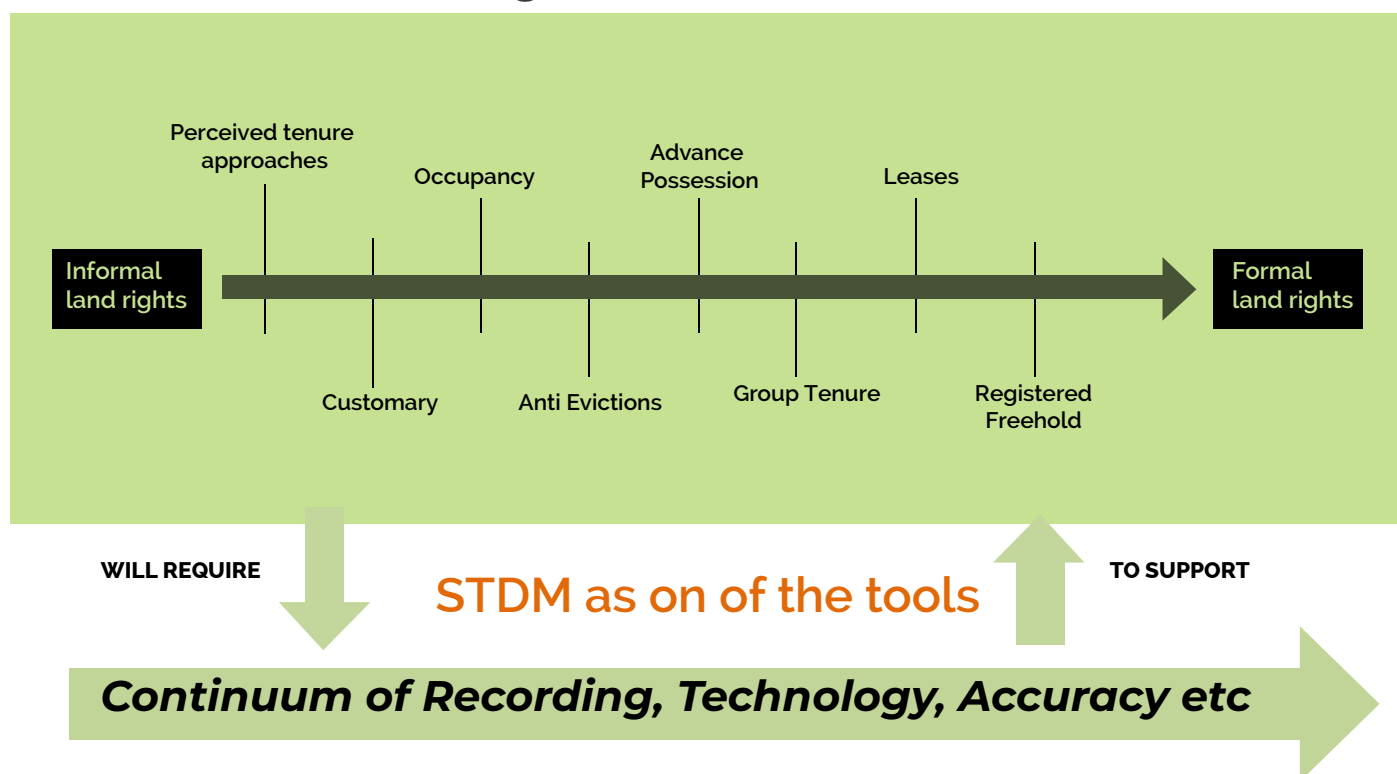 Perceived tenure
approaches
Occupancy
Advance
Possession
Leases
Informal
land rights
Formal
land rights
Customary
Anti Evictions
Group Tenure
Registered
Freehold
WILL REQUIRE
STDM as on of the tools
TO SUPPORT
Continuum of Recording, Technology, Accuracy etc